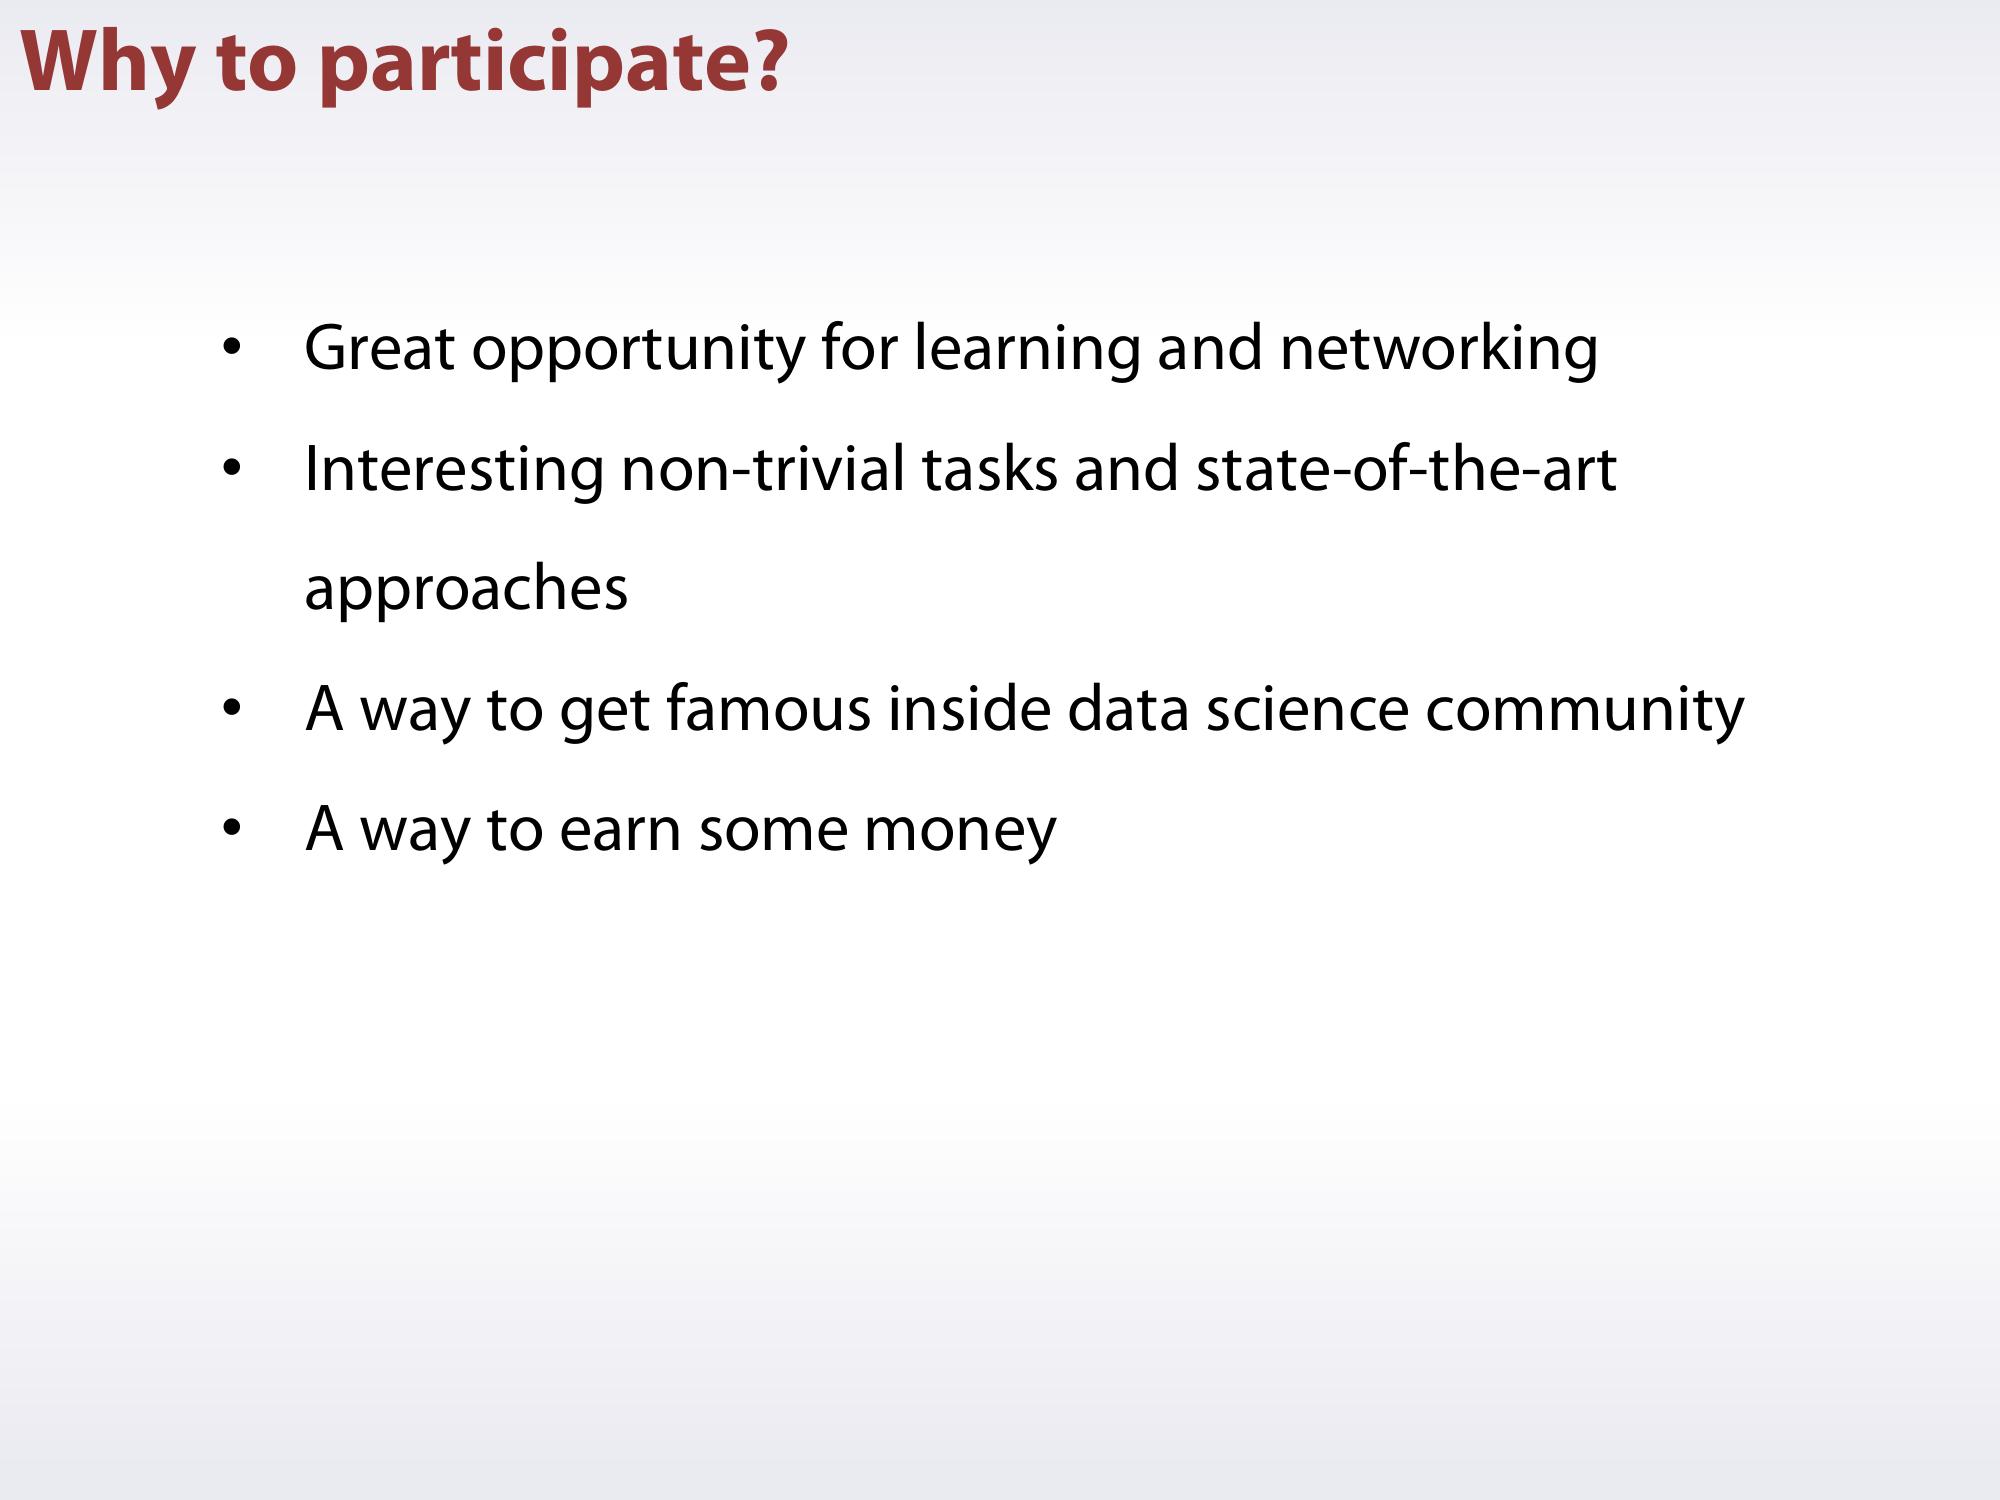 Why to participate?
• Great opportunity for learning and networking
• Interesting non-trivial tasks and state-of-the-art
approaches
• A way to get famous inside data science community
• A way to earn some money